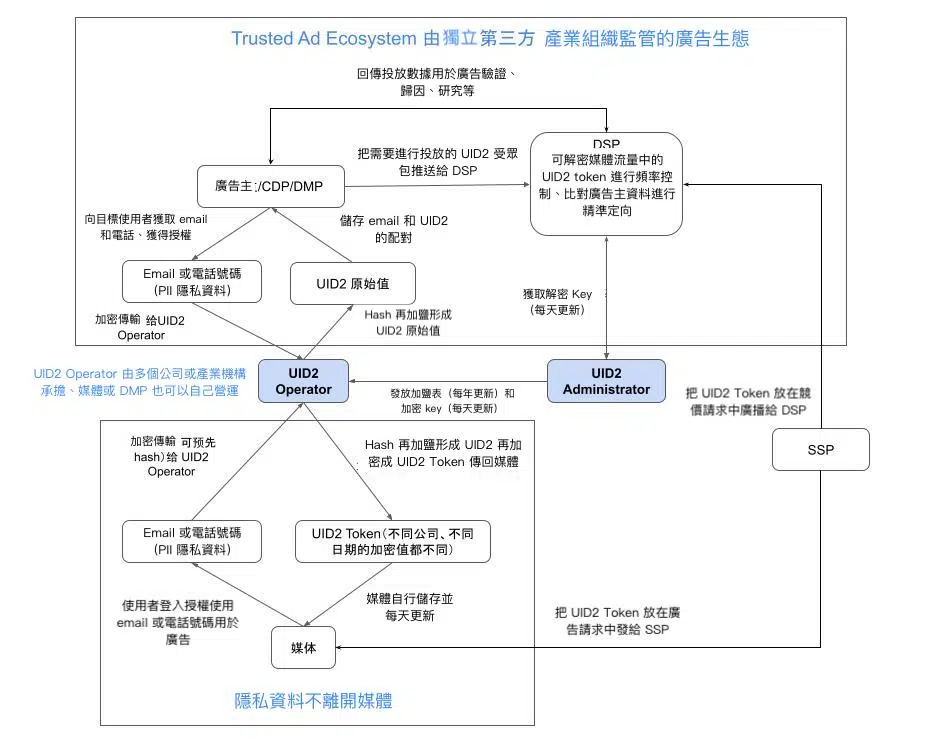 Trusted Ad Ecosystem 由獨立第三方 產業組織監管的廣告生態
回傳投放數據用於廣告驗證、
歸因、研究等
DSP
可解密媒體流量中的
UID2 token 進行頻率控
制、比對廣告主資料進行
精準定向
把需要進行投放的 UID2 受眾
包推送給 DSP
廣告主:/CDP/DMP
向目標使用者獲取 email
和電話、獲得授權
儲存 email 和 UID2
的配對
Email 或電話號碼
(PII 隱私資料)
UID2 原始值
獲取解密 Key
(每天更新)
加密傳輸 给UID2
Operator
Hash 再加鹽形成
UID2 原始值
UID2 Operator 由多個公司或產業機構
承擔、媒體或 DMP 也可以自己營運
UID2
Operator
UID2
Administrator
發放加鹽表（每年更新）和
加密 key（每天更新）
把 UID2 Token 放在競
價請求中廣播給 DSP
SSP
加密傳輸 可预先
hash)给 UID2
Operator
Hash 再加鹽形成 UID2 再加
密成 UID2 Token 傳回媒體
Email 或電話號碼
(PII 隱私資料)
UID2 Token(不同公司、不同
日期的加密值都不同)
使用者登入授權使用
email 或電話號碼用於
廣告
媒體自行儲存並
每天更新
把 UID2 Token 放在廣
告請求中發給 SSP
媒体
隱私資料不離開媒體